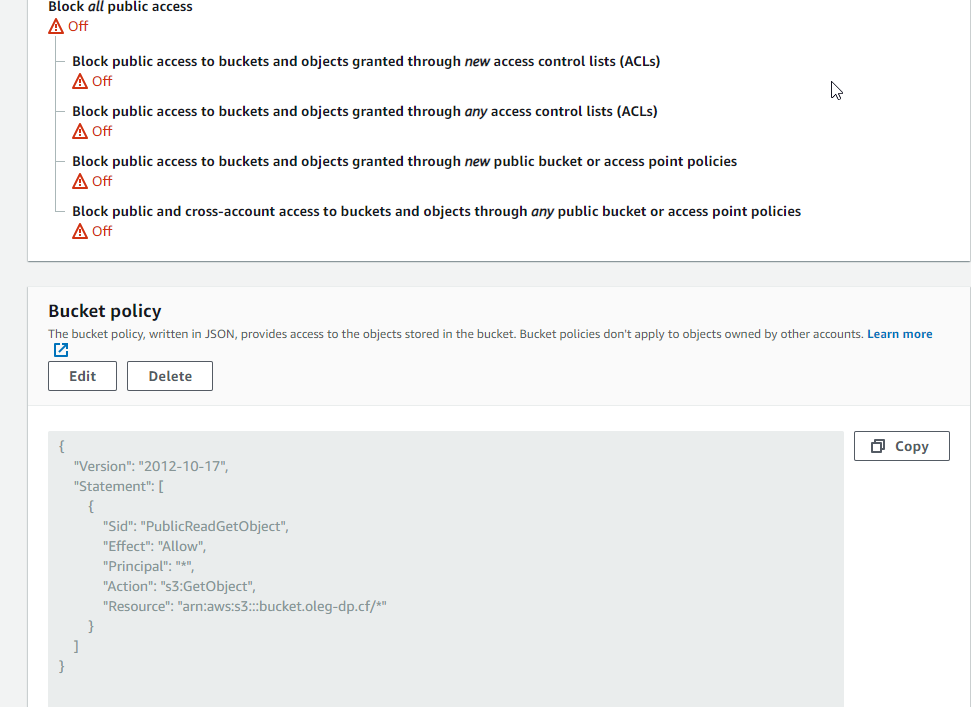 Block all public access
Off
Block public access to buckets and objects granted through new access control lists (ACLs)
Off
Block public access to buckets and objects granted through any access control lists (ACLs)
Off
Block public access to buckets and objects granted through new public bucket or access point policies
Off
Block public and cross-account access to buckets and objects through any public bucket or access point policies
Off
Bucket policy
The bucket policy, written in JSON, provides access to the objects stored in the bucket. Bucket policies don't apply to objects owned by other accounts. Learn more
Edit Delete
Copy
{
"Version": "2012-10-17",
"Statement": [
{
"Sid": "PublicReadGetObject",
"Effect": "Allow",
"Principal": "*",
"Action": "s3:GetObject",
"Resource": "arn:aws:s3:::bucket.oleg-dp.cf/*"
}
]
}